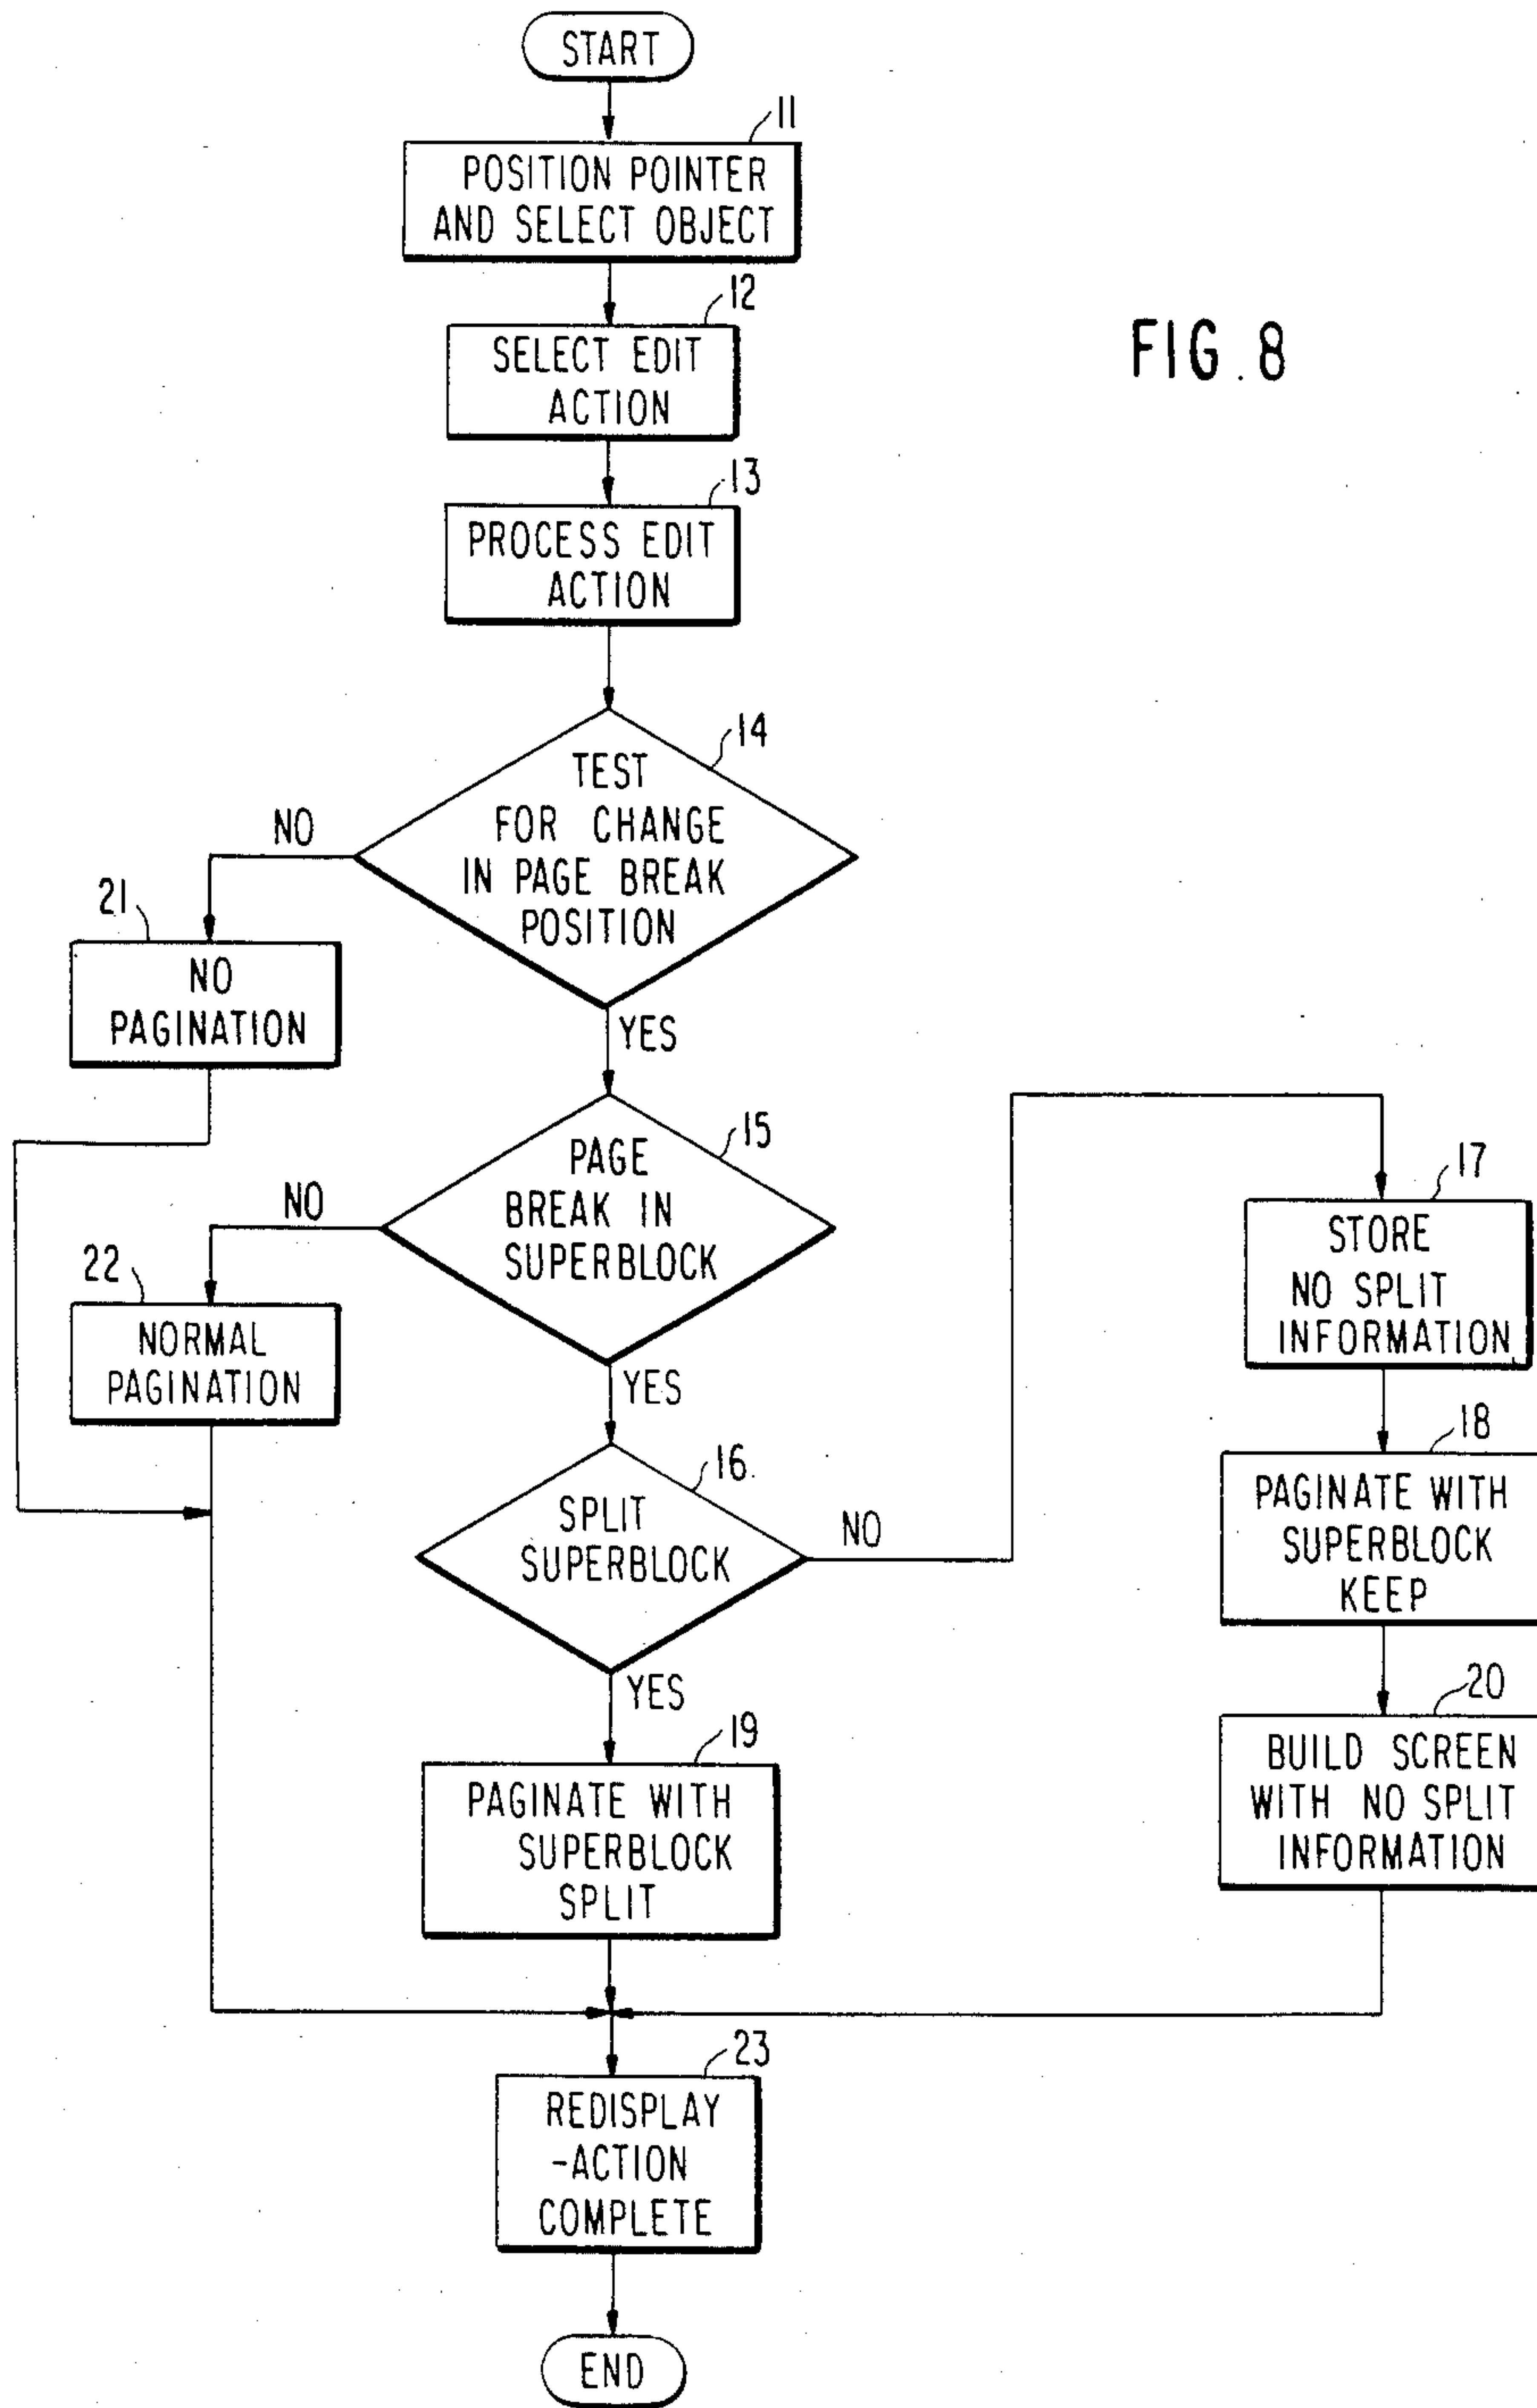 START
11
POSITION POINTER
AND SELECT OBJECT
12
SELECT EDIT
ACTION
FIG. 8
13
PROCESS EDIT
ACTION
14
TEST
FOR CHANGE
IN PAGE BREAK
POSITION
NO
YES
21
NO
PAGINATION
15
PAGE
BREAK IN
SUPERBLOCK
NO
YES
22
NORMAL
PAGINATION
16
SPLIT
SUPERBLOCK
NO
YES
17
STORE
NO SPLIT
INFORMATION
18
PAGINATE WITH
SUPERBLOCK
KEEP
20
BUILD SCREEN
WITH NO SPLIT
INFORMATION
19
PAGINATE WITH
SUPERBLOCK
SPLIT
23
REDISPLAY
-ACTION
COMPLETE
END